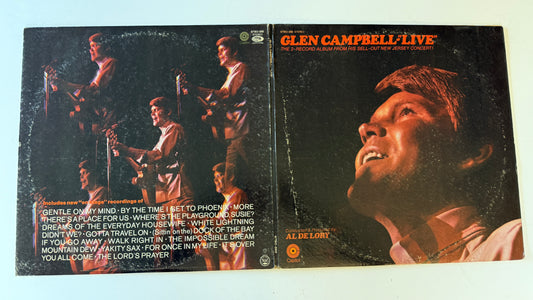 Includes new "on stage" recordings of
GENTLE ON MY MIND • BY THE TIME I GET TO PHOENIX • MORE
THERE'S A PLACE FOR US • WHERE'S THE PLAYGROUND, SUSIE?
DREAMS OF THE EVERYDAY HOUSEWIFE • WHITE LIGHTNING
DIDN'T WE? • GOTTA TRAVEL ON • (Sittin' on the) DOCK OF THE BAY
IF YOU GO AWAY • WALK RIGHT IN • THE IMPOSSIBLE DREAM
MOUNTAIN DEW • YAKITY SAX • FOR ONCE IN MY LIFE • IT'S OVER
YOU ALL COME • THE LORD'S PRAYER
GLEN CAMPBELL-"LIVE"
THE 2-RECORD ALBUM FROM HIS SELL-OUT NEW JERSEY CONCERT!
Conducted & Produced by
AL DE LORY
Capitol